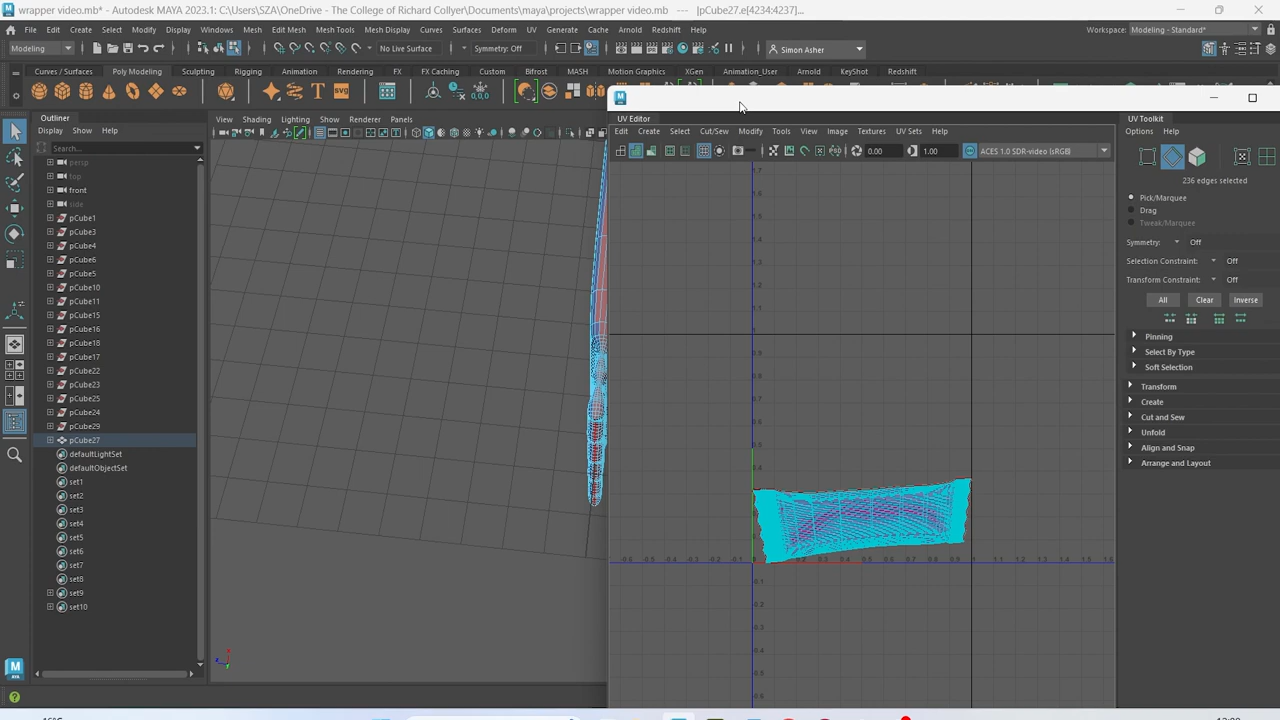 wrapper video.mb* - Autodesk MAYA 2023.1: C:\Users\SZA\OneDrive - The College of Richard Collyer\Documents\maya\projects\wrapper video.mb --- |pCube27.e[4234:4237]...
File Edit Create Select Modify Display Windows Mesh Edit Mesh Mesh Tools Mesh Display Curves Surfaces Deform UV Generate Cache Arnold Redshift Help Workspace: Modeling - Standard*
Modeling No Live Surface Symmetry: Off Simon Asher
Curves / Surfaces Poly Modeling Sculpting Rigging Animation Rendering FX FX Caching Custom Bifrost MASH Motion Graphics XGen Animation_User Arnold KeyShot Redshift
SVG
Outliner
Display Show Help
Search...
persp
top
front
side
pCube1
pCube3
pCube4
pCube6
pCube5
pCube10
pCube11
pCube15
pCube16
pCube18
pCube17
pCube22
pCube23
pCube25
pCube24
pCube29
pCube27
defaultLightSet
defaultObjectSet
set1
set2
set3
set4
set5
set6
set7
set8
set9
set10
View Shading Lighting Show Renderer Panels
UV Editor
Edit Create Select Cut/Sew Modify Tools View Image Textures UV Sets Help
0.00 1.00 ACES 1.0 SDR-video (sRGB)
UV Toolkit
Options Help
236 edges selected
Pick/Marquee
Drag
Tweak/Marquee
Symmetry: Off
Selection Constraint: Off
Transform Constraint: Off
All Clear Inverse
Pinning
Select By Type
Soft Selection
Transform
Create
Cut and Sew
Unfold
Align and Snap
Arrange and Layout